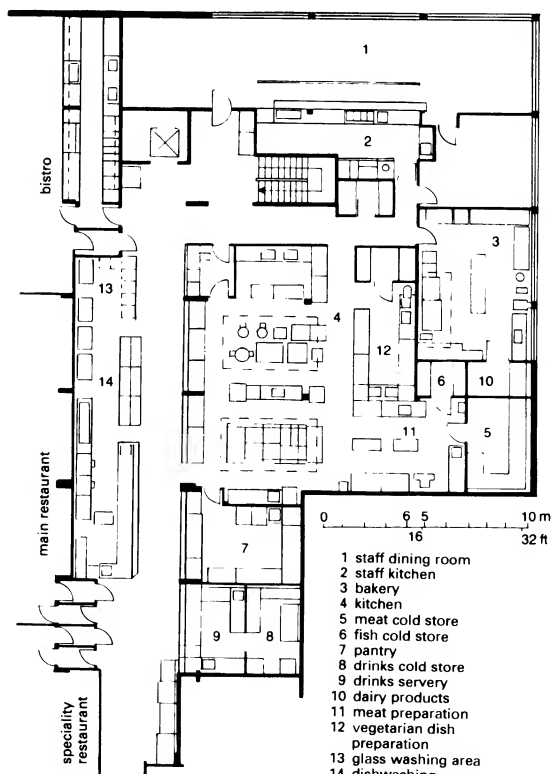 1
2
bistro
3
13
4
12
14
6
10
11
5
main restaurant
0 6 5 10 m
16 32 ft
7
9
8
speciality
restaurant
1 staff dining room
2 staff kitchen
3 bakery
4 kitchen
5 meat cold store
6 fish cold store
7 pantry
8 drinks cold store
9 drinks servery
10 dairy products
11 meat preparation
12 vegetarian dish
preparation
13 glass washing area
14 dishwashing